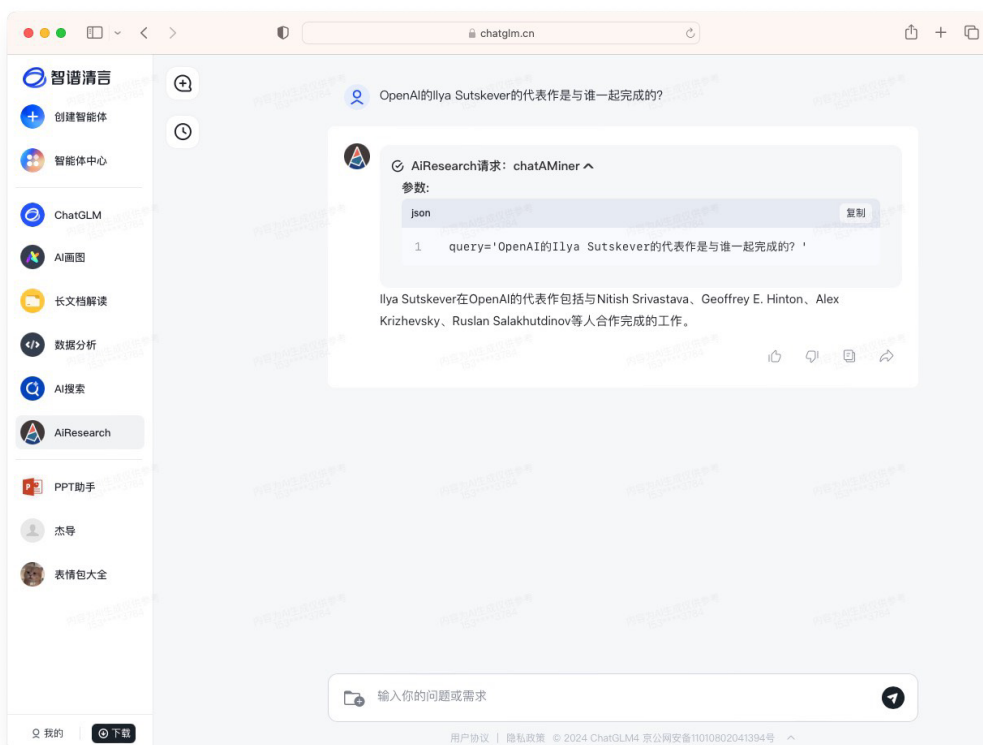 chatglm.cn
智谱清言
创建智能体
智能体中心
ChatGLM
AI画图
长文档解读
数据分析
AI搜索
AiResearch
PPT助手
杰导
表情包大全
我的
下载
OpenAI的Ilya Sutskever的代表作是与谁一起完成的?
AiResearch请求：chatAMiner
参数:
json
复制
1 query='OpenAI的Ilya Sutskever的代表作是与谁一起完成的? '
Ilya Sutskever在OpenAI的代表作包括与Nitish Srivastava、Geoffrey E. Hinton、Alex
Krizhevsky、Ruslan Salakhutdinov等人合作完成的工作。
输入你的问题或需求
用户协议 | 隐私政策 © 2024 ChatGLM4 京公网安备11010802041394号